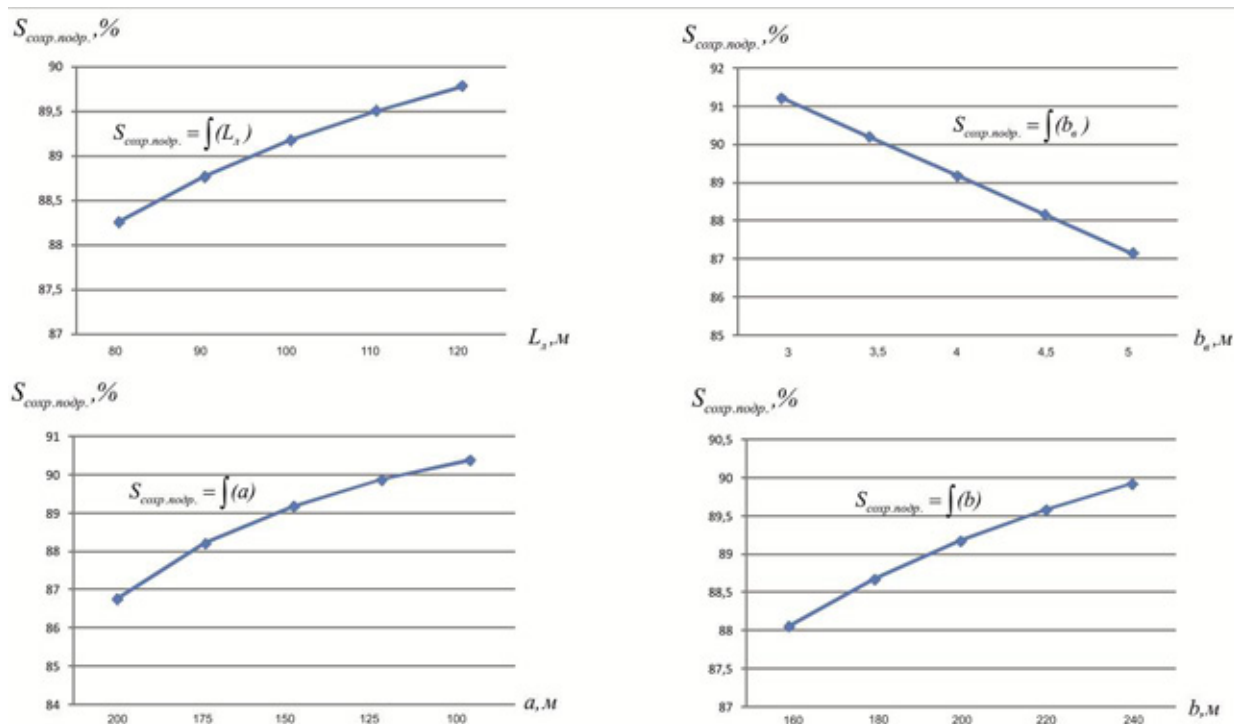 S сохр.подр. ,%
90
89,5
89
88,5
88
87,5
87
S сохр.подр. = ∫(L л )
80 90 100 110 120
L л ,м
S сохр.подр. ,%
92
91
90
89
88
87
86
85
S сохр.подр. = ∫(b в )
3 3,5 4 4,5 5
b в ,м
S сохр.подр. ,%
91
90
89
88
87
86
85
84
S сохр.подр. = ∫(a)
200 175 150 125 100
a,м
S сохр.подр. ,%
90,5
90
89,5
89
88,5
88
87,5
87
S сохр.подр. = ∫(b)
160 180 200 220 240
b,м